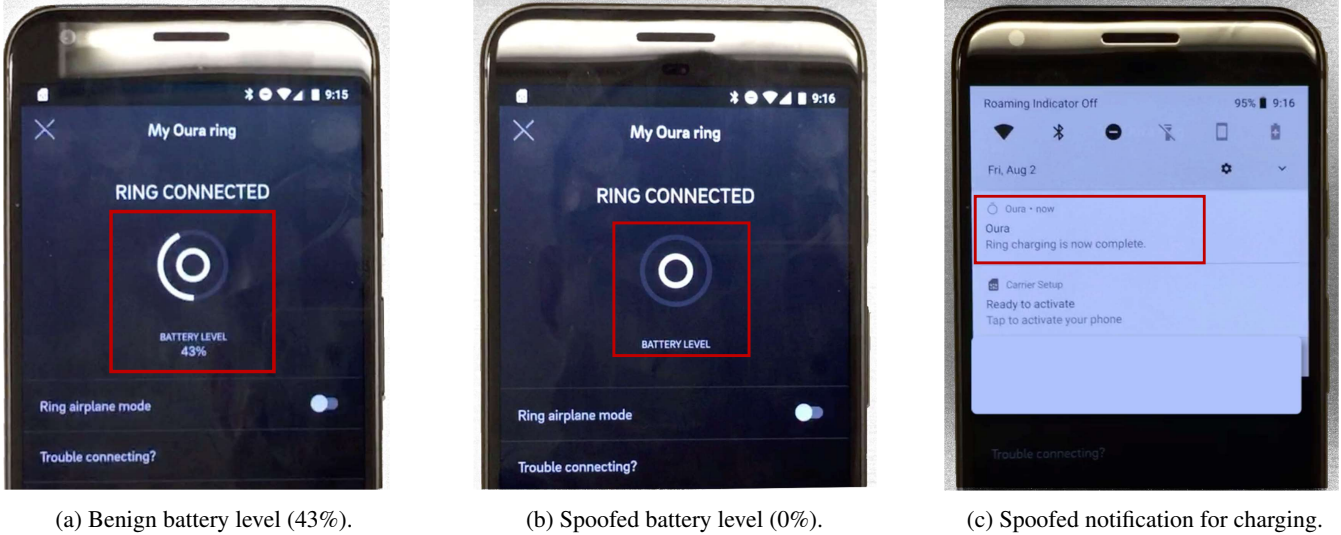 9:15
My Oura ring
RING CONNECTED
BATTERY LEVEL
43%
Ring airplane mode
Trouble connecting?
(a) Benign battery level (43%).
9:16
My Oura ring
RING CONNECTED
BATTERY LEVEL
Ring airplane mode
Trouble connecting?
(b) Spoofed battery level (0%).
Roaming Indicator Off 95% 9:16
Fri, Aug 2
Oura • now
Oura
Ring charging is now complete.
Carrier Setup
Ready to activate
Tap to activate your phone
Trouble connecting?
(c) Spoofed notification for charging.